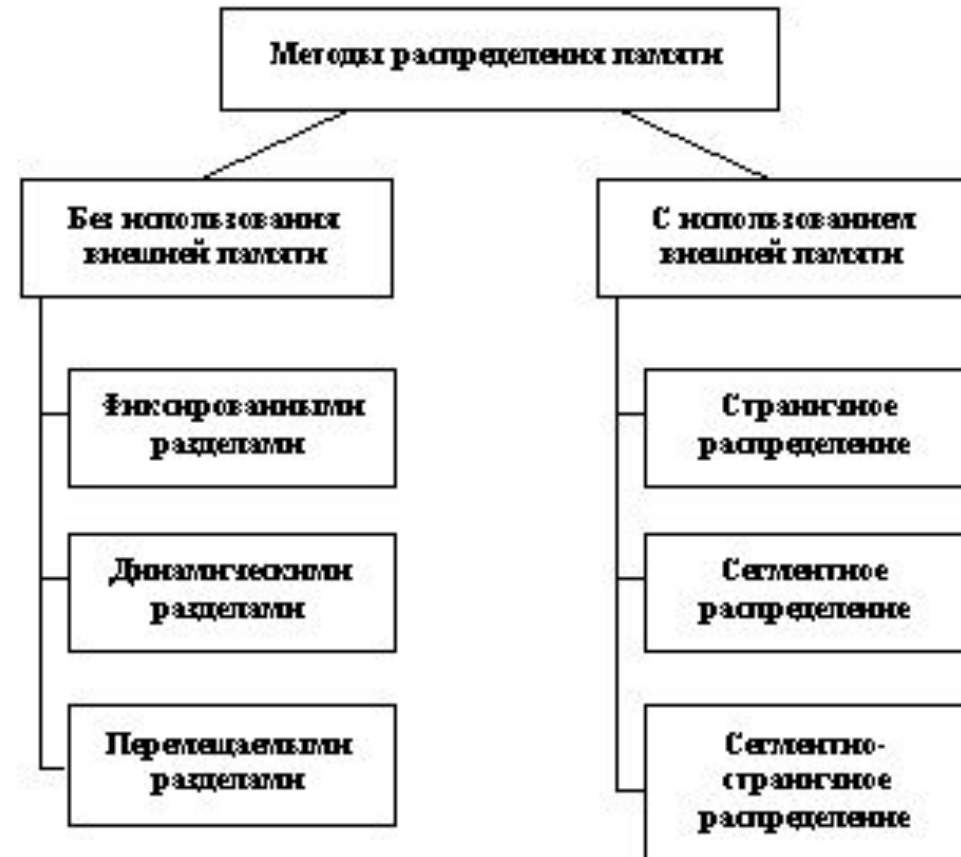 Методы распределения памяти
Без использования
внешней памяти
С использованием
внешней памяти
Фиксированными
разделами
Динамическими
разделами
Перемещаемыми
разделами
Страничное
распределение
Сегментное
распределение
Сегментно-
страничное
распределение